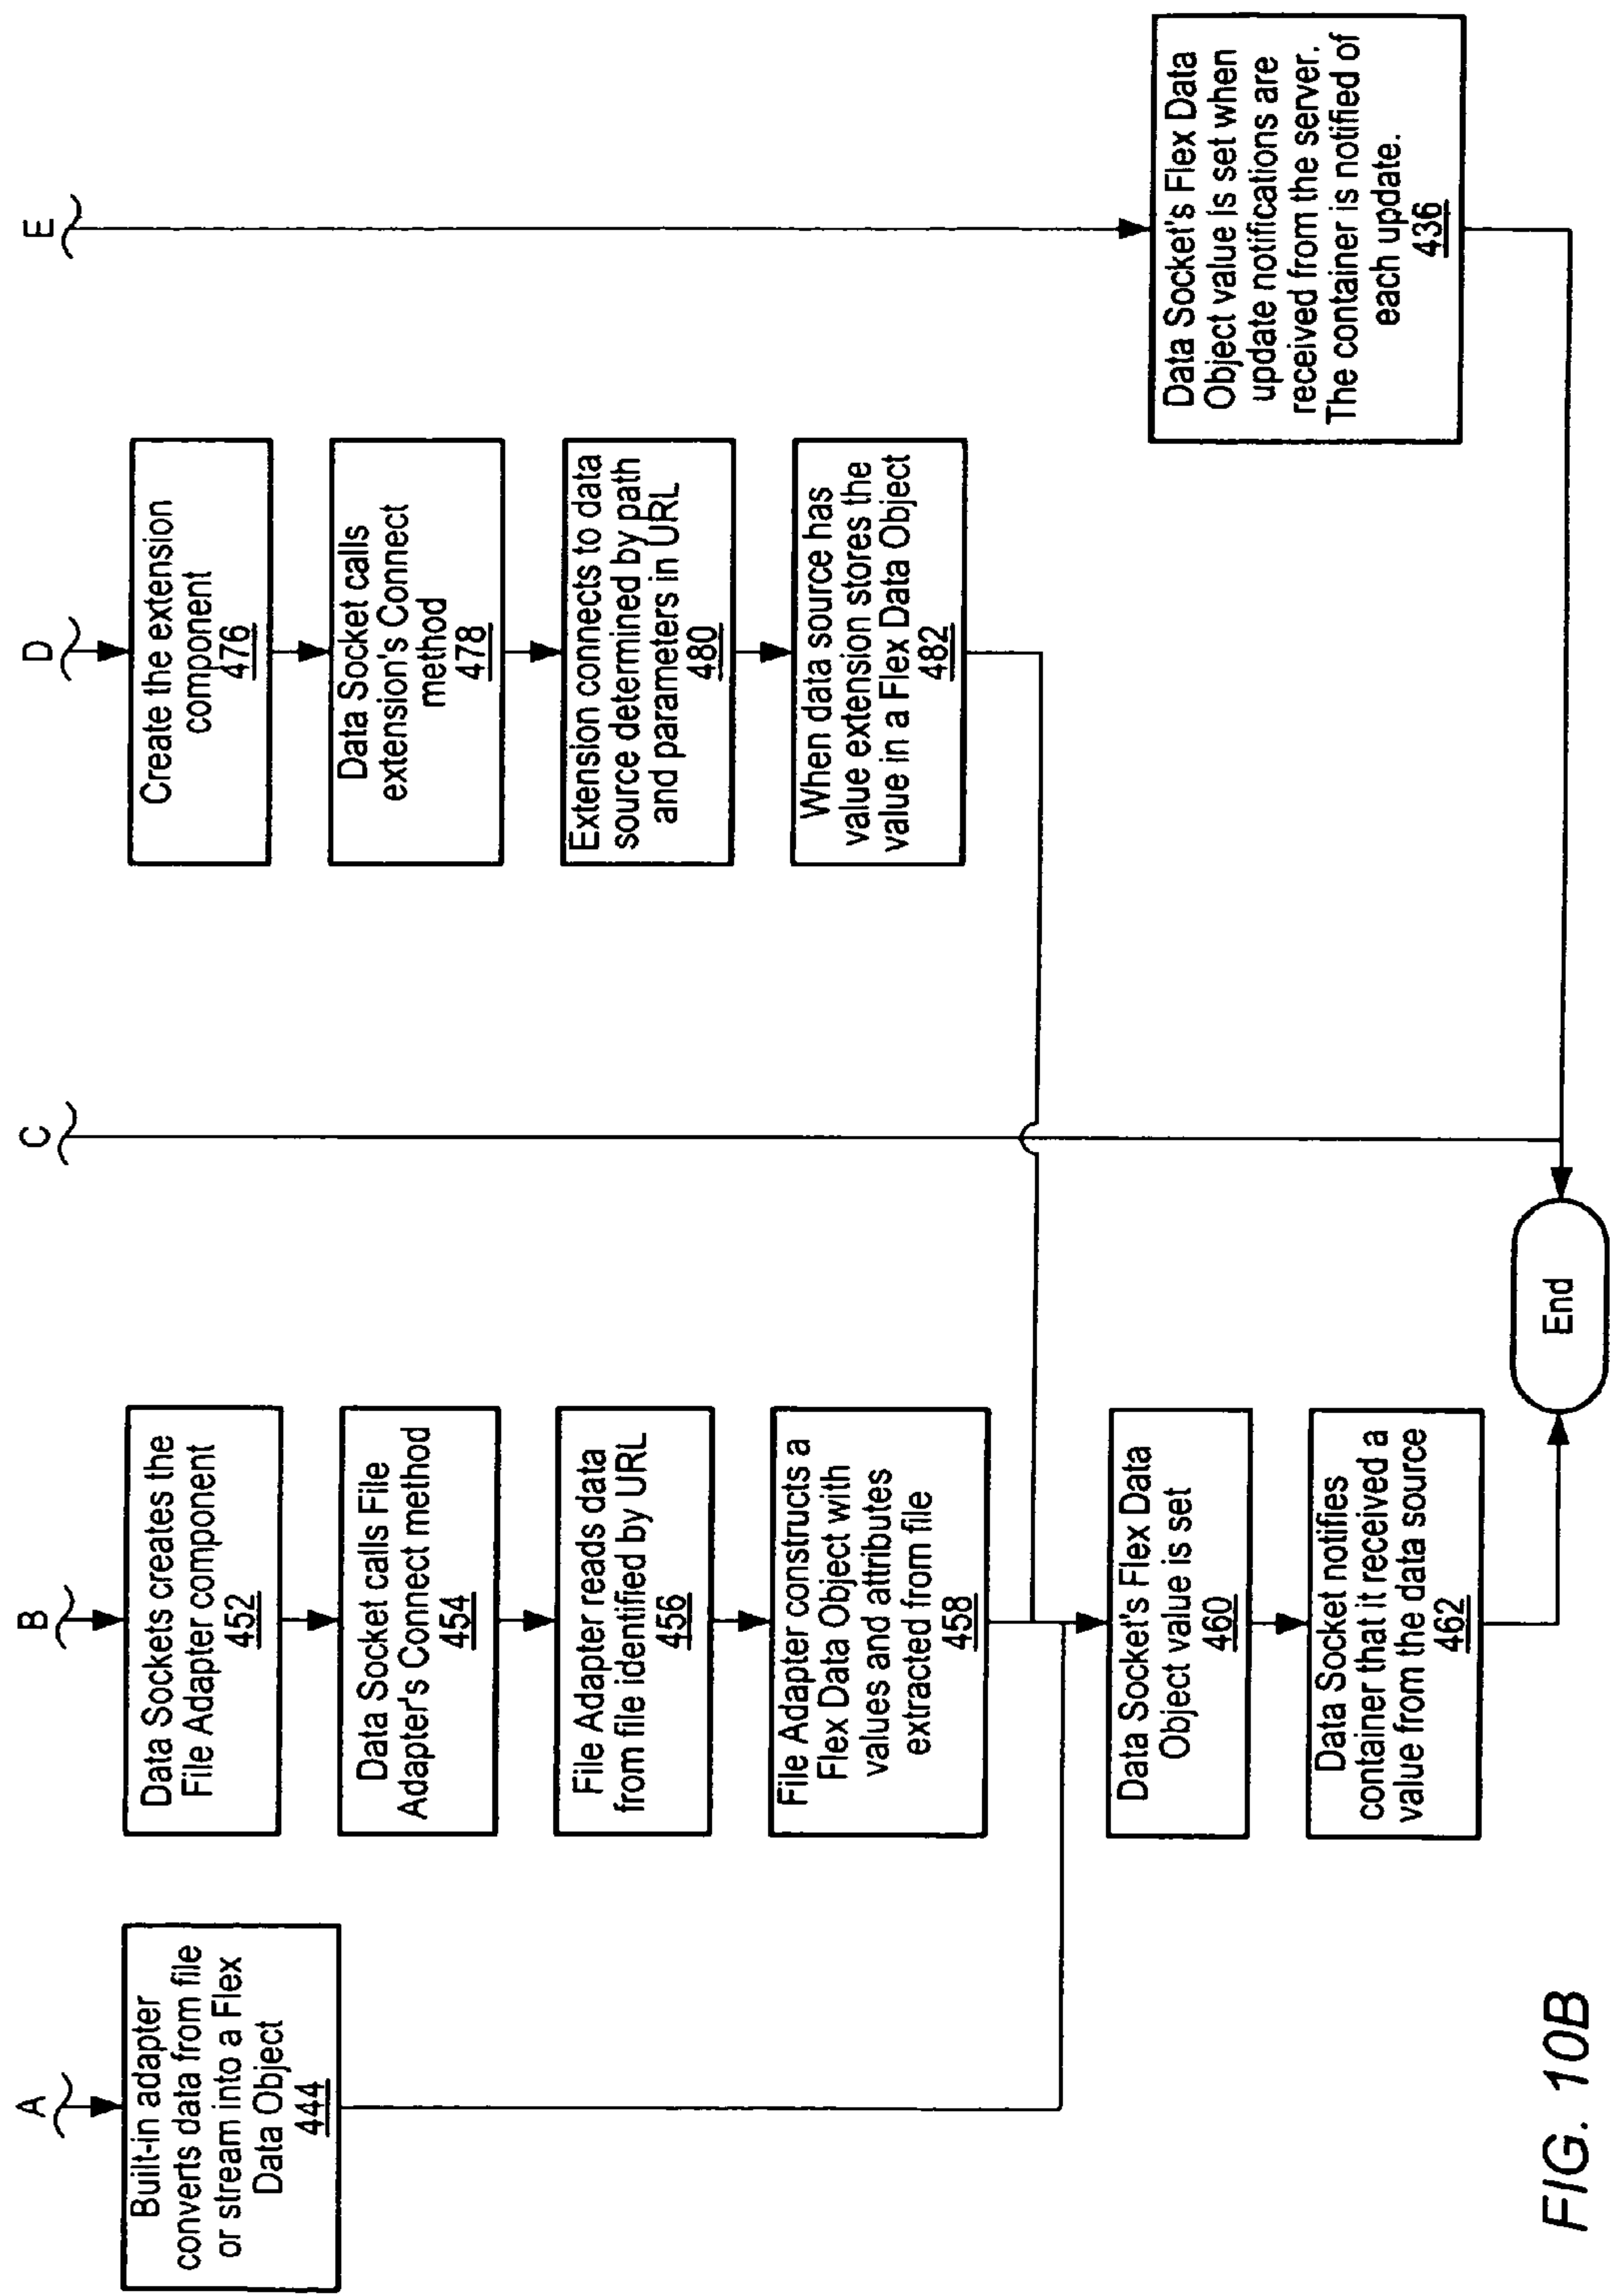 A
B
C
D
E
Built-in adapter
converts data from file
or stream into a Flex
Data Object
444
Data Sockets creates the
File Adapter component
452
Data Socket calls File
Adapter's Connect method
454
File Adapter reads data
from file identified by URL
456
File Adapter constructs a
Flex Data Object with
values and attributes
extracted from file
458
Data Socket's Flex Data
Object value is set
460
Data Socket notifies
container that it received a
value from the data source
462
Create the extension
component
476
Data Socket calls
extension's Connect
method
478
Extension connects to data
source determined by path
and parameters in URL
480
When data source has
value extension stores the
value in a Flex Data Object
482
Data Socket's Flex Data
Object value is set when
update notifications are
received from the server.
The container is notified of
each update.
436
End
FIG. 10B